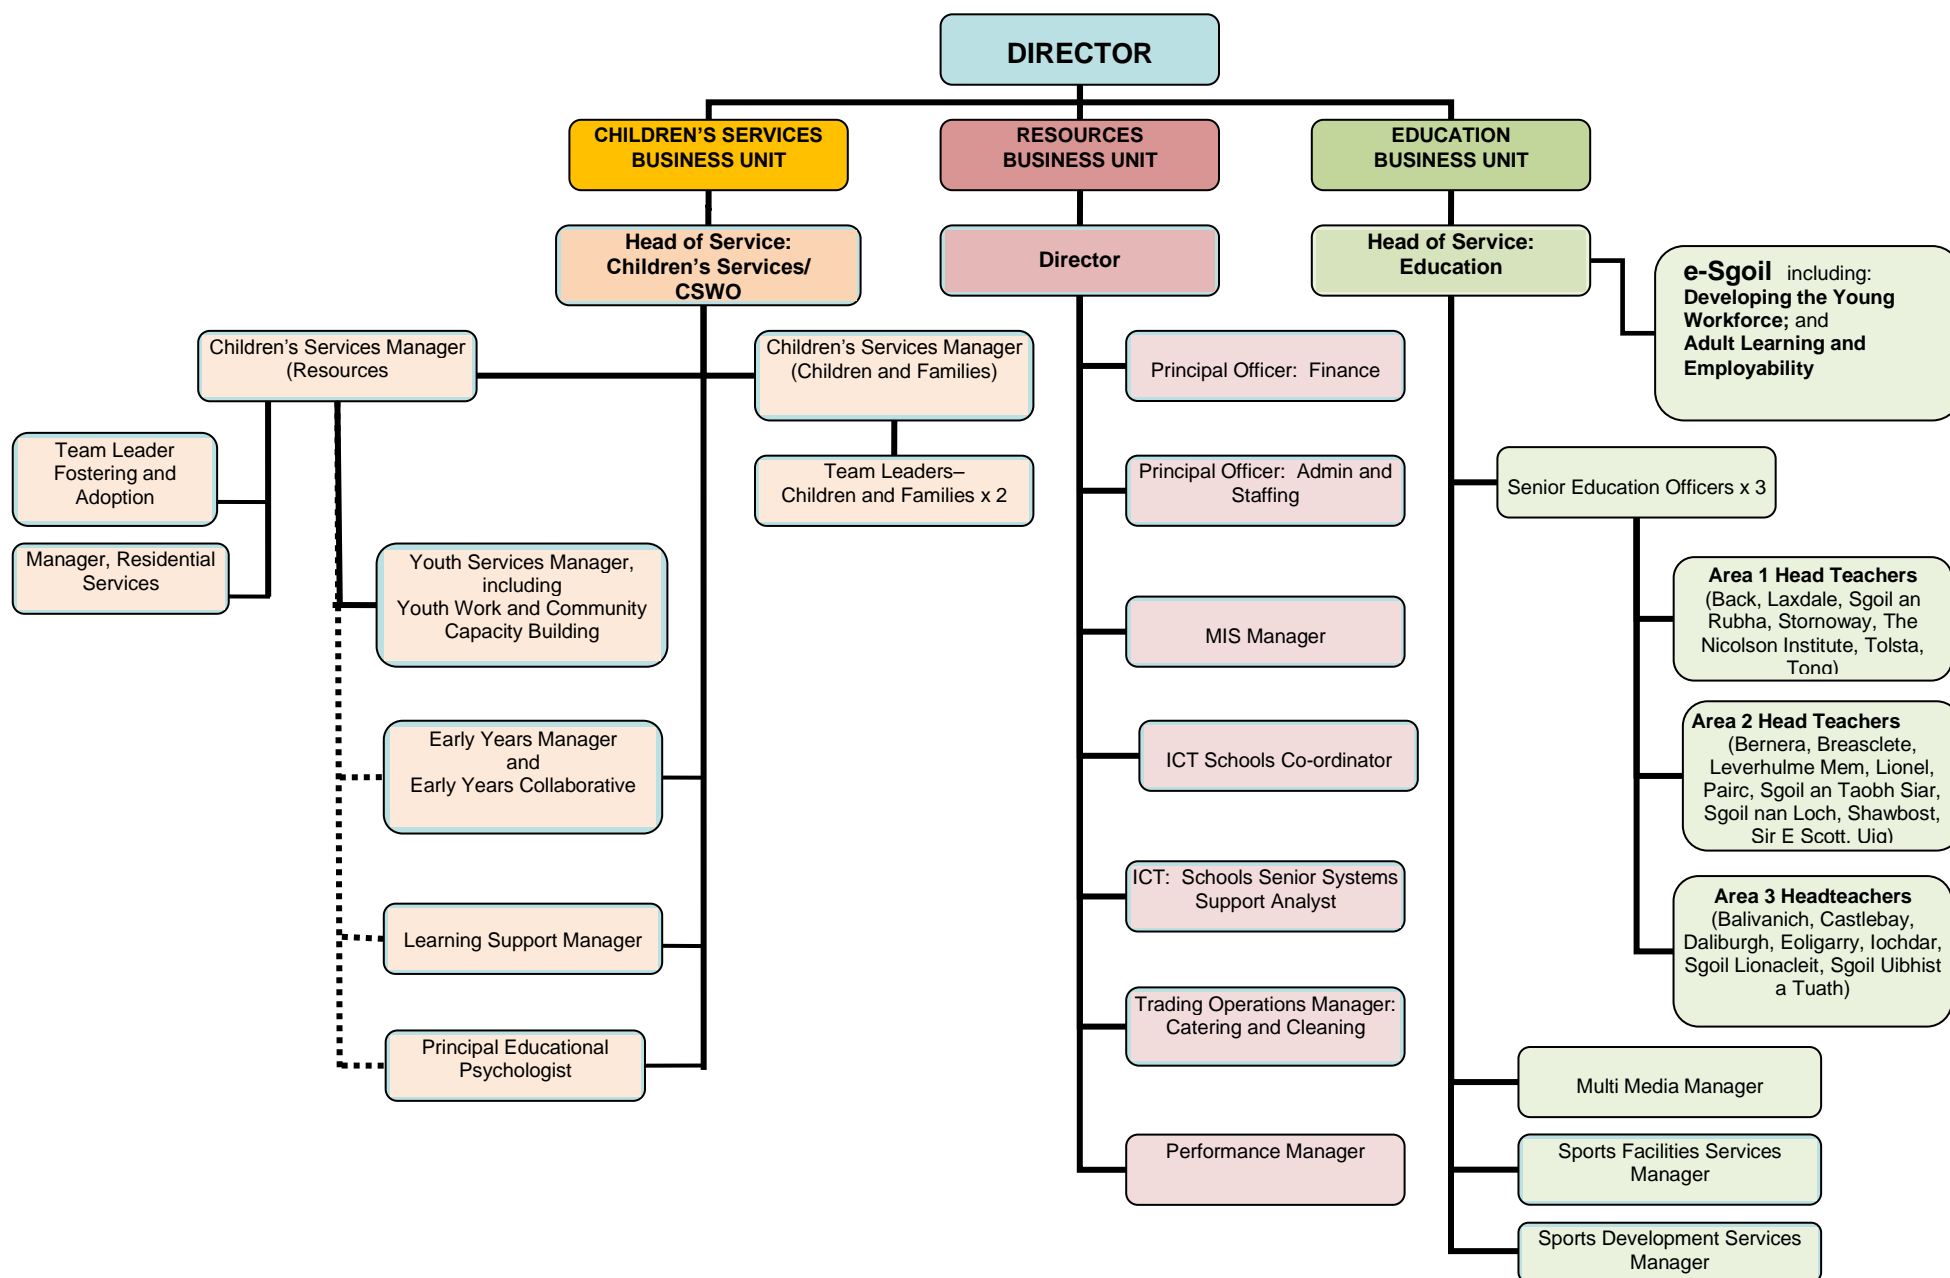 DIRECTOR
CHILDREN’S SERVICES
BUSINESS UNIT
RESOURCES
BUSINESS UNIT
EDUCATION
BUSINESS UNIT
Head of Service:
Children’s Services/
CSWO
Director
Head of Service:
Education
e-Sgoil including:
Developing the Young
Workforce; and
Adult Learning and
Employability
Children’s Services Manager
(Resources
Children’s Services Manager
(Children and Families)
Team Leader
Fostering and
Adoption
Manager, Residential
Services
Team Leaders–
Children and Families x 2
Youth Services Manager,
including
Youth Work and Community
Capacity Building
Early Years Manager
and
Early Years Collaborative
Learning Support Manager
Principal Educational
Psychologist
Principal Officer: Finance
Principal Officer: Admin and
Staffing
MIS Manager
ICT Schools Co-ordinator
ICT: Schools Senior Systems
Support Analyst
Trading Operations Manager:
Catering and Cleaning
Performance Manager
Senior Education Officers x 3
Area 1 Head Teachers
(Back, Laxdale, Sgoil an
Rubha, Stornoway, The
Nicolson Institute, Tolsta,
Tong)
Area 2 Head Teachers
(Bernera, Breasclete,
Leverhulme Mem, Lionel,
Pairc, Sgoil an Taobh Siar,
Sgoil nan Loch, Shawbost,
Sir E Scott, Uig)
Area 3 Headteachers
(Balivanich, Castlebay,
Daliburgh, Eoligarry, Iochdar,
Sgoil Lionacleit, Sgoil Uibhist
a Tuath)
Multi Media Manager
Sports Facilities Services
Manager
Sports Development Services
Manager